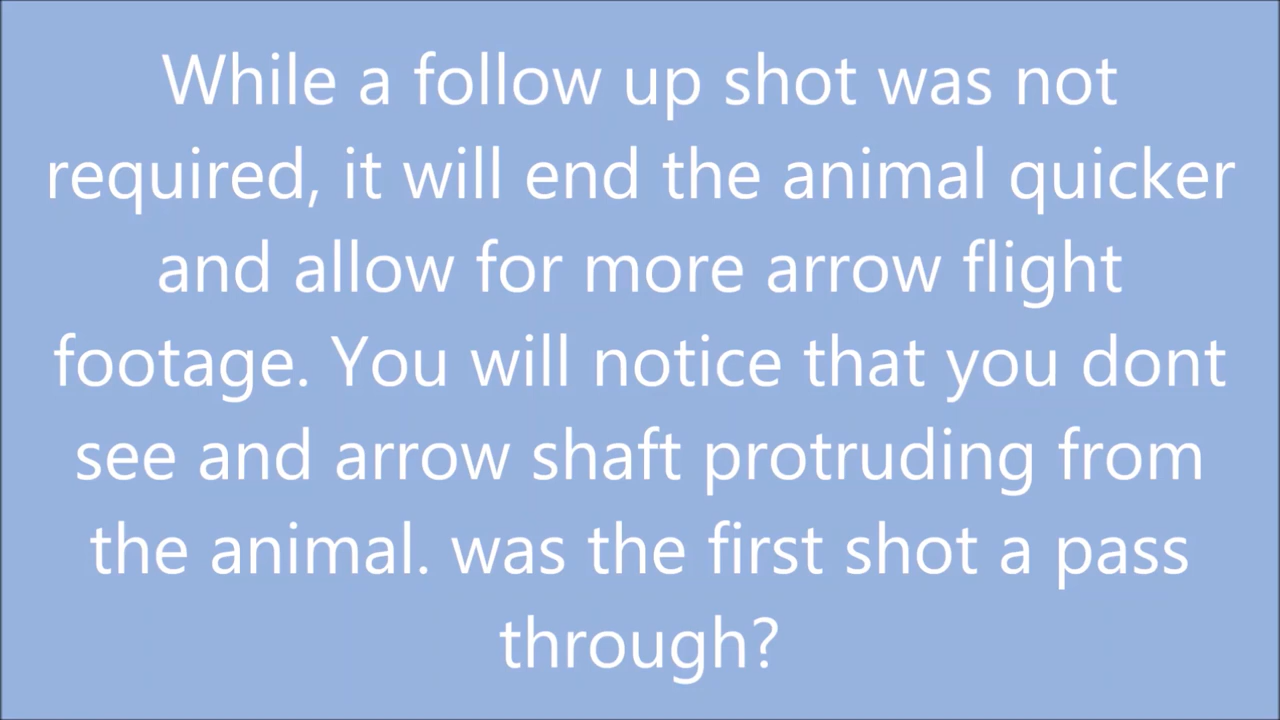 While a follow up shot was not
required, it will end the animal quicker
and allow for more arrow flight
footage. You will notice that you dont
see and arrow shaft protruding from
the animal. was the first shot a pass
through?